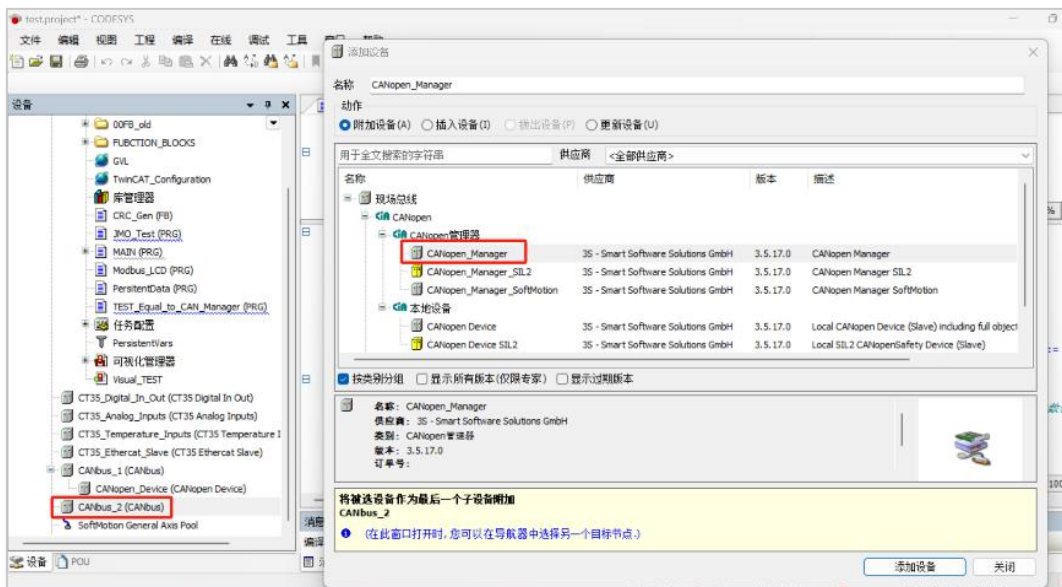 test.project* - CODESYS
文件 编辑 视图 工程 编译 在线 调试 工具
设备
00FB_old
FUBCTION_BLOCKS
GVL
TwinCAT_Configuration
库管理器
CRC_Gen (FB)
JMO_Test (PRG)
MAIN (PRG)
Modbus_LCD (PRG)
PersitentData (PRG)
TEST_Equal_to_CAN_Manager (PRG)
任务配置
PersistentVars
可视化管理器
Visual_TEST
CT35_Digital_In_Out (CT35 Digital In Out)
CT35_Analog_Inputs (CT35 Analog Inputs)
CT35_Temperature_Inputs (CT35 Temperature I
CT35_Ethercat_Slave (CT35 Ethercat Slave)
CANbus_1 (CANbus)
CANopen_Device (CANopen Device)
CANbus_2 (CANbus)
SoftMotion General Axis Pool
设备 POU
消息
添加设备
名称 CANopen_Manager
动作
附加设备(A) 插入设备(I) 拔出设备(P) 更新设备(U)
用于全文搜索的字符串 供应商 <全部供应商>
名称 供应商 版本 描述
现场总线
CiA CANopen
CiA CANopen管理器
CANopen_Manager 3S - Smart Software Solutions GmbH 3.5.17.0 CANopen Manager
CANopen_Manager_SIL2 3S - Smart Software Solutions GmbH 3.5.17.0 CANopen Manager SIL2
CANopen_Manager_SoftMotion 3S - Smart Software Solutions GmbH 3.5.17.0 CANopen Manager SoftMotion
CiA 本地设备
CANopen Device 3S - Smart Software Solutions GmbH 3.5.17.0 Local CANopen Device (Slave) including full object
CANopen Device SIL2 3S - Smart Software Solutions GmbH 3.5.17.0 Local SIL2 CANopenSafety Device (Slave)
按类别分组 显示所有版本(仅限专家) 显示过期版本
名称: CANopen_Manager
供应商: 3S - Smart Software Solutions GmbH
类别: CANopen管理器
版本: 3.5.17.0
订单号:
将被选设备作为最后一个子设备附加
CANbus_2
(在此窗口打开时, 您可以在导航器中选择另一个目标节点.)
添加设备 关闭